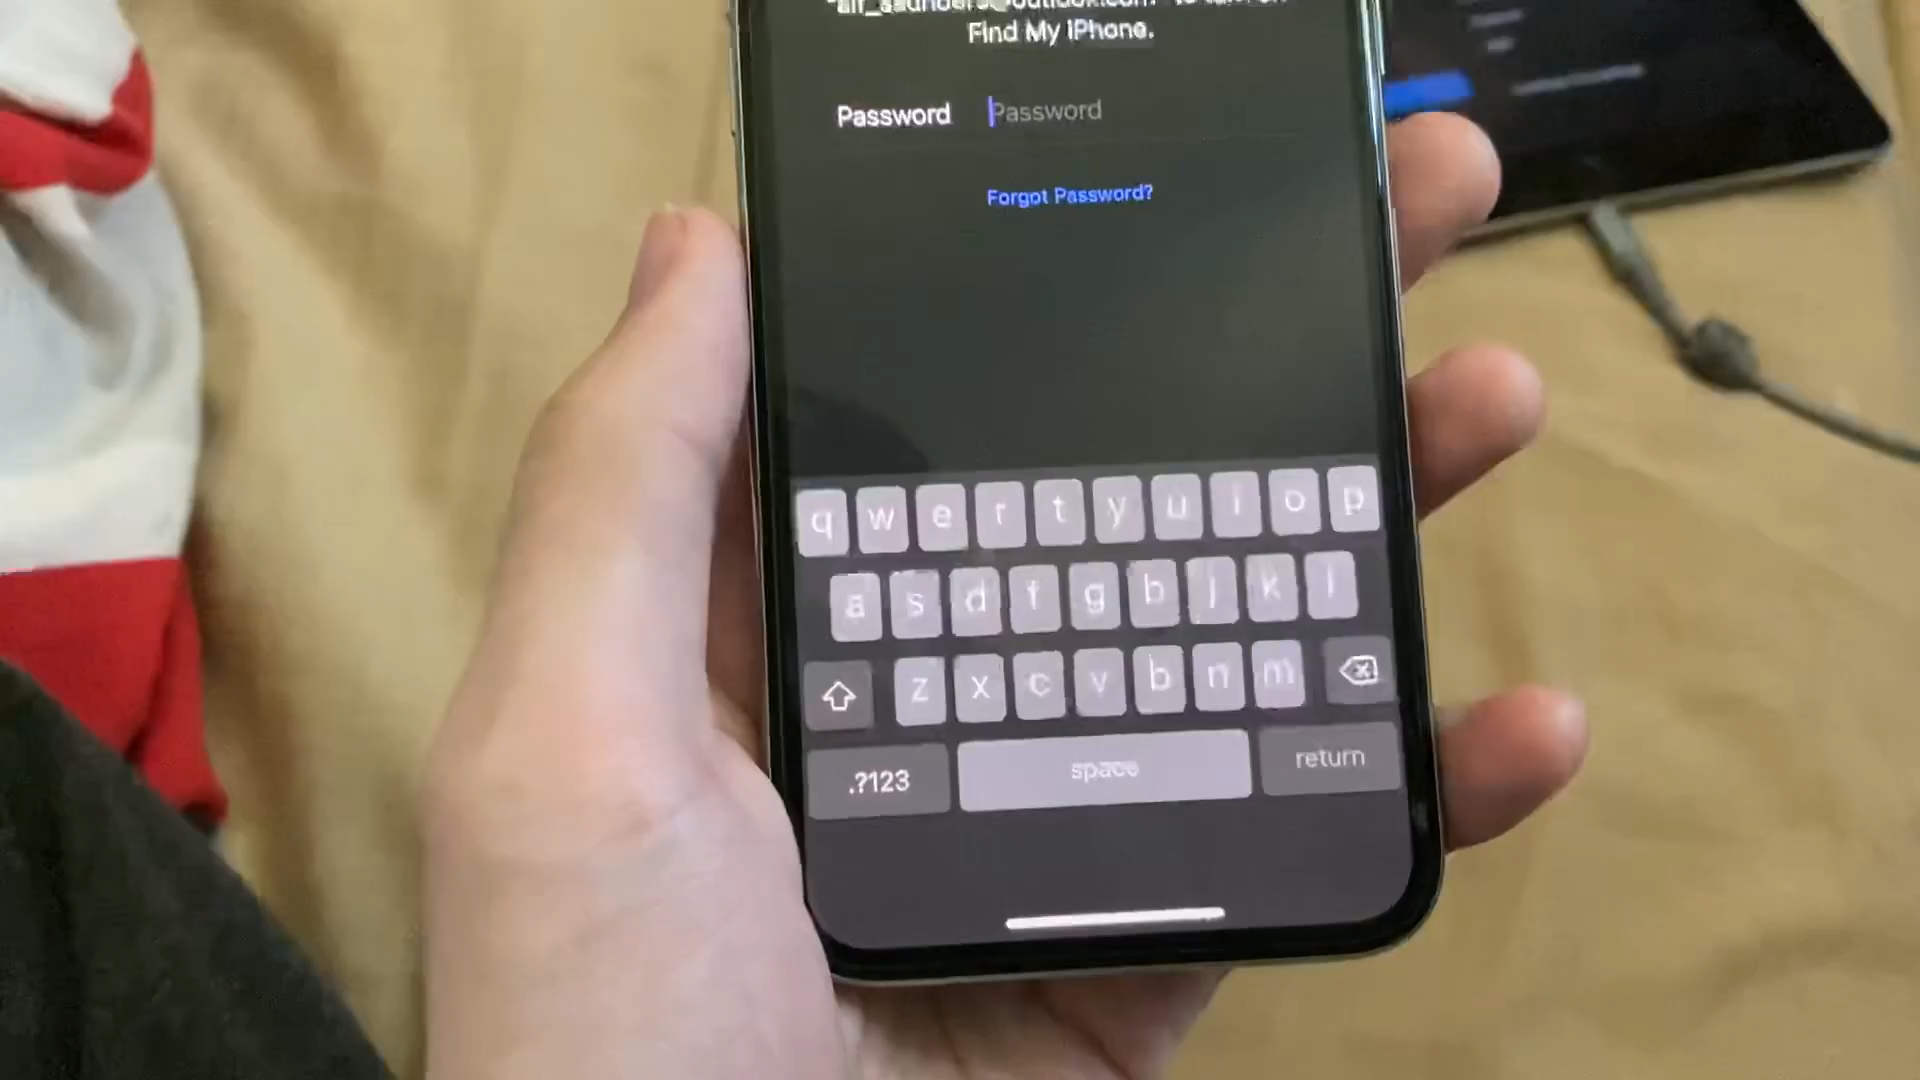 Find My iPhone.
Password Password
Forgot Password?
q w e r t y u i o p
a s d f g h j k l
z x c v b n m
.?123 space return